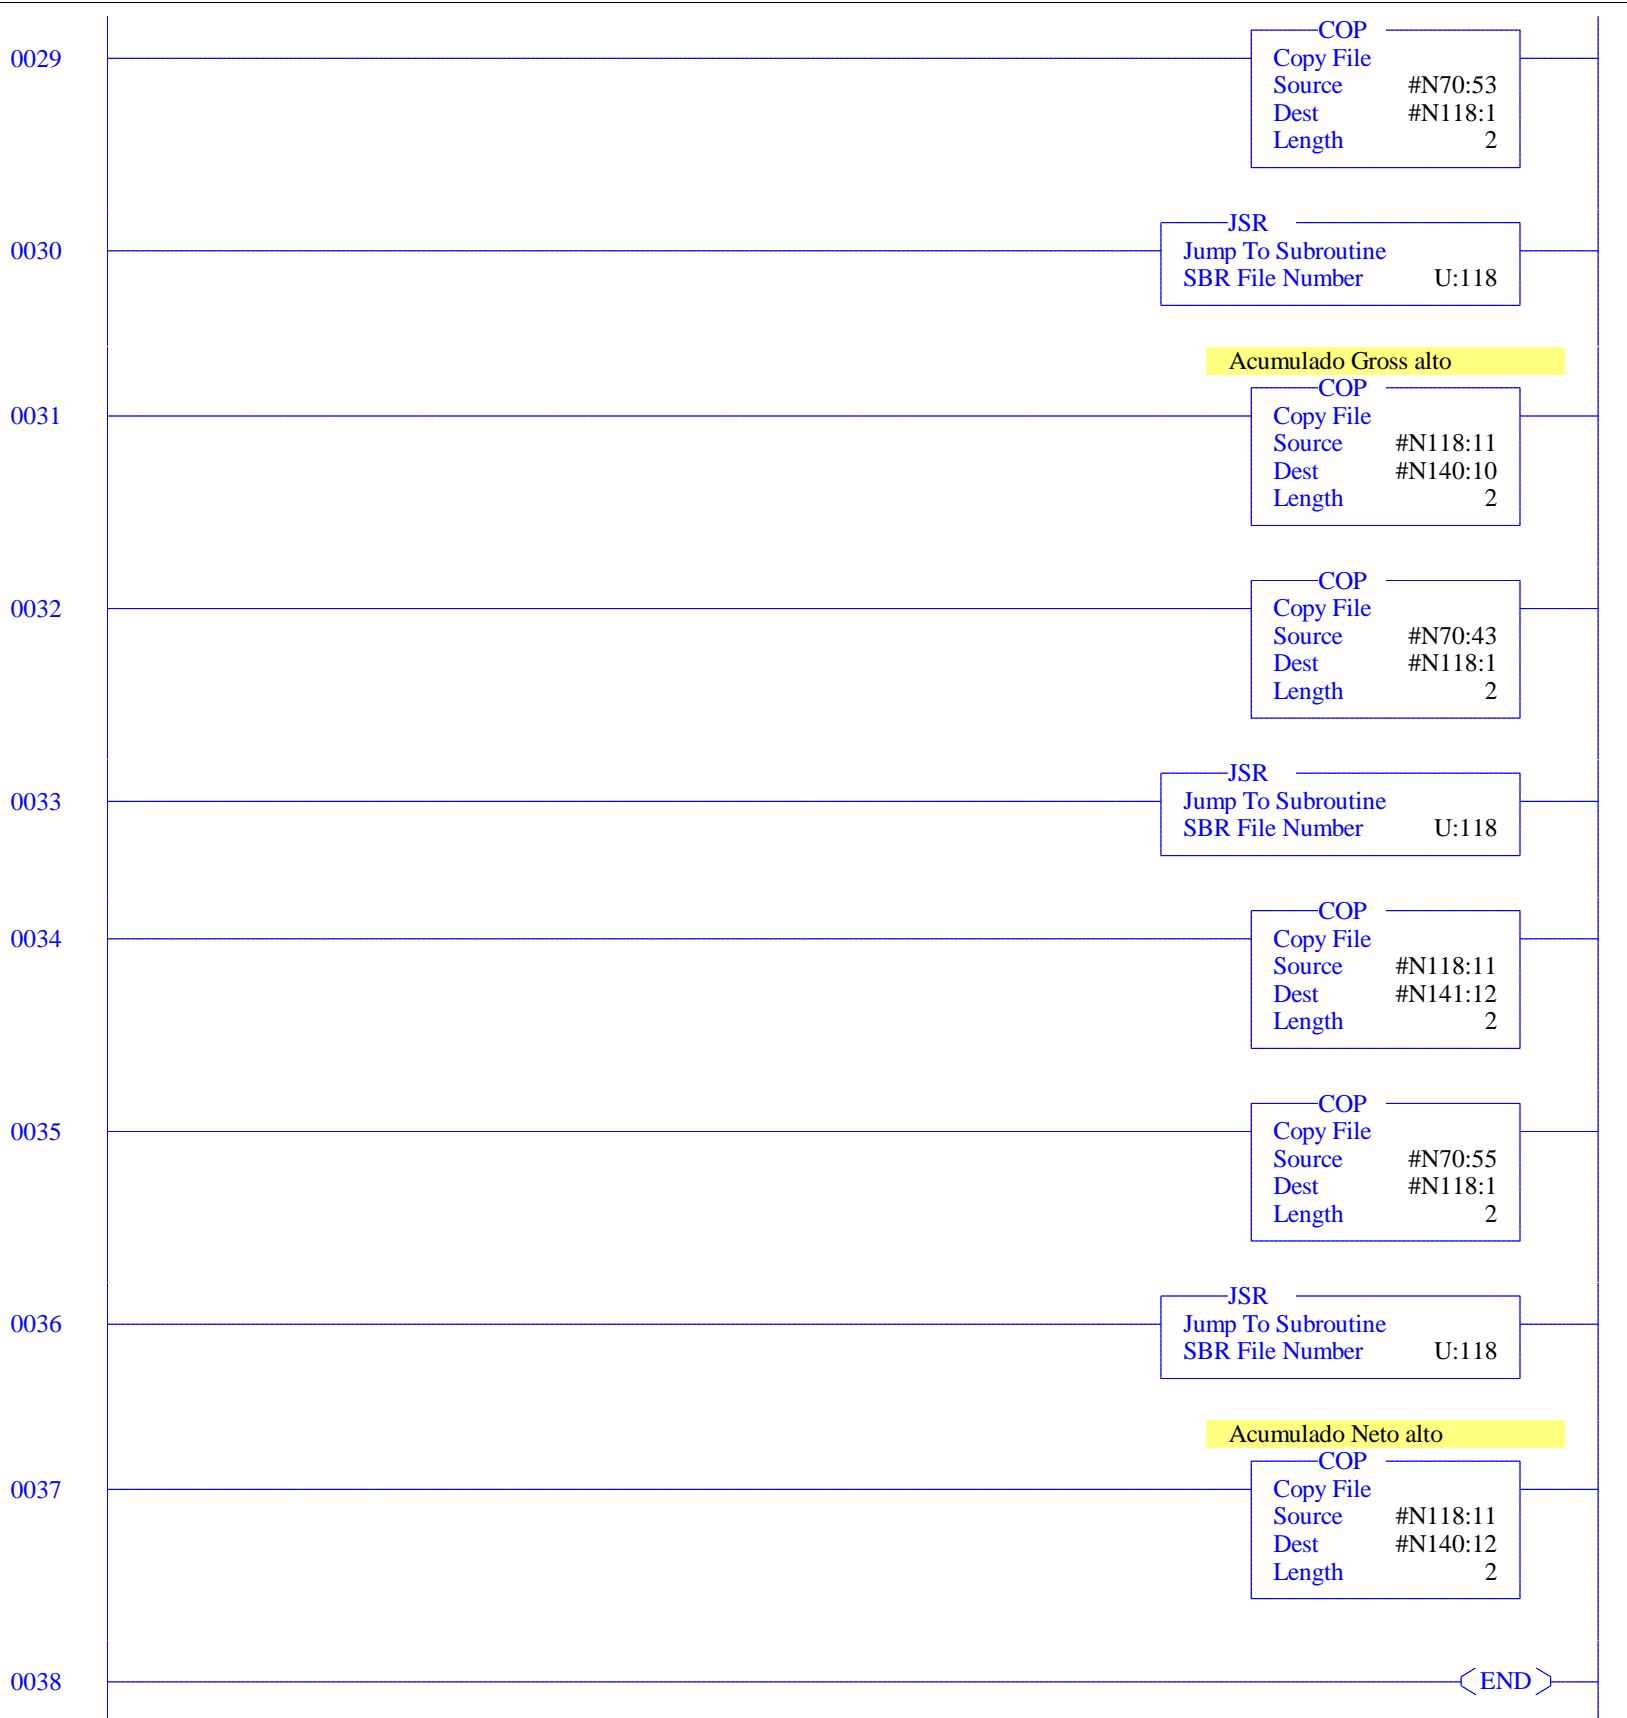 COP
0029
Copy File
Source #N70:53
Dest #N118:1
Length 2
JSR
0030
Jump To Subroutine
SBR File Number U:118
Acumulado Gross alto
COP
0031
Copy File
Source #N118:11
Dest #N140:10
Length 2
COP
0032
Copy File
Source #N70:43
Dest #N118:1
Length 2
JSR
0033
Jump To Subroutine
SBR File Number U:118
COP
0034
Copy File
Source #N118:11
Dest #N141:12
Length 2
COP
0035
Copy File
Source #N70:55
Dest #N118:1
Length 2
JSR
0036
Jump To Subroutine
SBR File Number U:118
Acumulado Neto alto
COP
0037
Copy File
Source #N118:11
Dest #N140:12
Length 2
0038
END